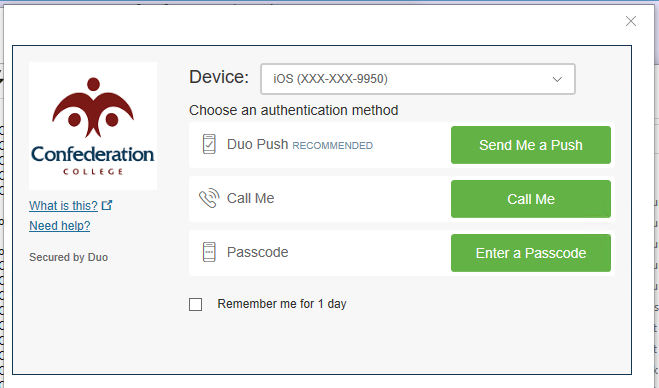 Device: iOS (XXX-XXX-9950)
Choose an authentication method
Duo Push RECOMMENDED
Send Me a Push
Call Me
Call Me
Passcode
Enter a Passcode
Remember me for 1 day
Confederation
COLLEGE
What is this?
Need help?
Secured by Duo